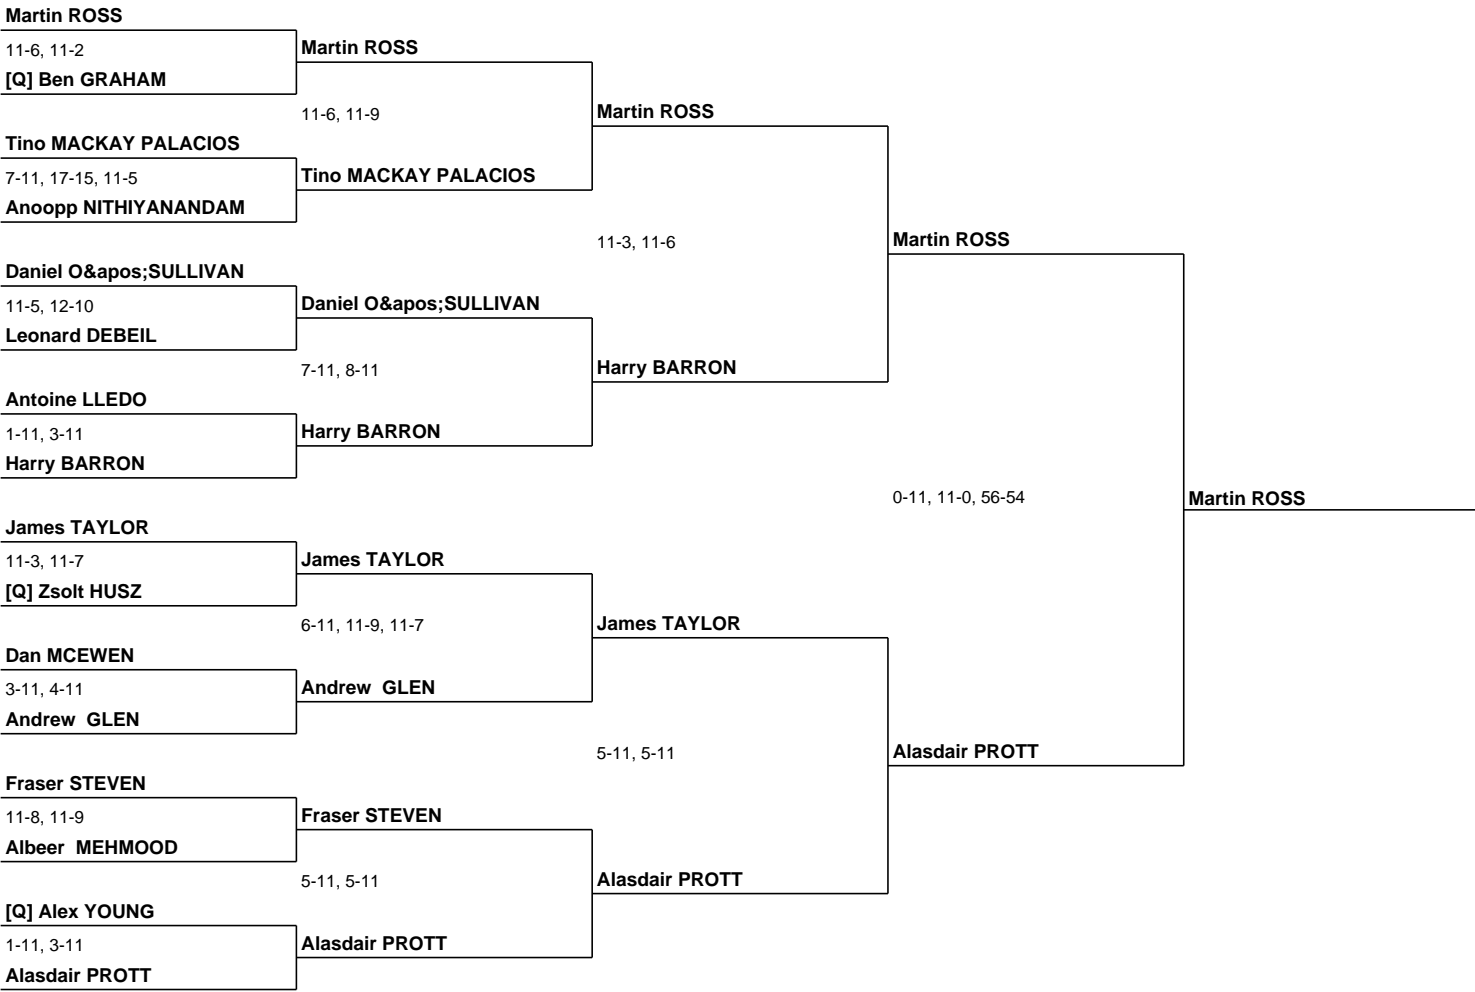 Martin ROSS
11-6, 11-2
[Q] Ben GRAHAM
Martin ROSS
11-6, 11-9
Tino MACKAY PALACIOS
7-11, 17-15, 11-5
Anoopp NITHIYANANDAM
Tino MACKAY PALACIOS
Martin ROSS
11-3, 11-6
Daniel O&apos;SULLIVAN
11-5, 12-10
Leonard DEBEIL
Daniel O&apos;SULLIVAN
7-11, 8-11
Antoine LLEDO
1-11, 3-11
Harry BARRON
Harry BARRON
Harry BARRON
Martin ROSS
0-11, 11-0, 56-54
Martin ROSS
James TAYLOR
11-3, 11-7
[Q] Zsolt HUSZ
James TAYLOR
6-11, 11-9, 11-7
Dan MCEWEN
3-11, 4-11
Andrew  GLEN
Andrew  GLEN
James TAYLOR
5-11, 5-11
Fraser STEVEN
11-8, 11-9
Albeer  MEHMOOD
Fraser STEVEN
5-11, 5-11
[Q] Alex YOUNG
1-11, 3-11
Alasdair PROTT
Alasdair PROTT
Alasdair PROTT
Alasdair PROTT